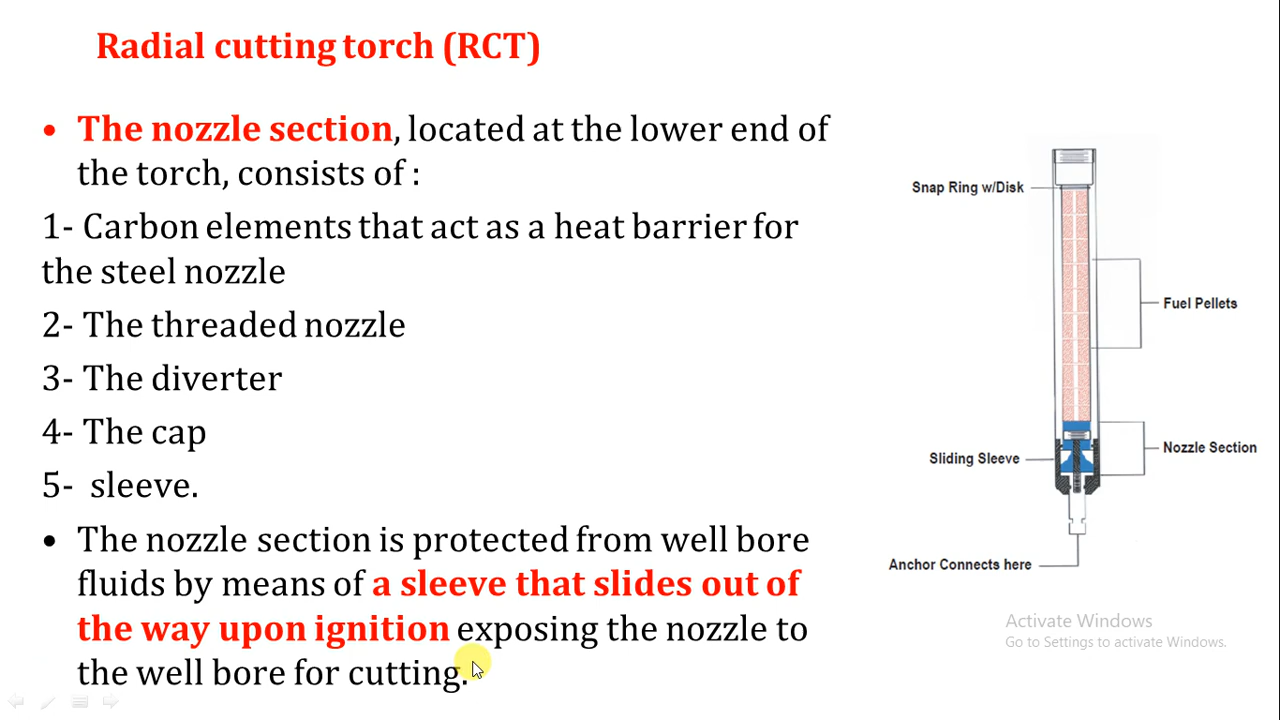 Radial cutting torch (RCT)
• The nozzle section, located at the lower end of
the torch, consists of :
1- Carbon elements that act as a heat barrier for
the steel nozzle
2- The threaded nozzle
3- The diverter
4- The cap
5-  sleeve.
• The nozzle section is protected from well bore
fluids by means of a sleeve that slides out of
the way upon ignition exposing the nozzle to
the well bore for cutting.
Snap Ring w/Disk
Fuel Pellets
Nozzle Section
Sliding Sleeve
Anchor Connects here
Activate Windows
Go to Settings to activate Windows.